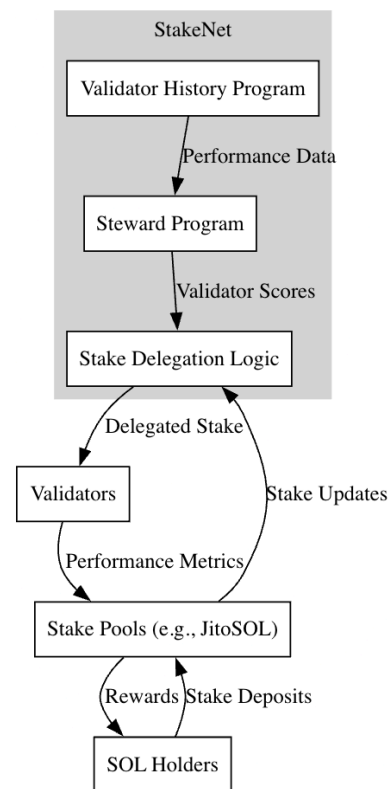 StakeNet
Validator History Program
Performance Data
Steward Program
Validator Scores
Stake Delegation Logic
Delegated Stake
Validators
Stake Updates
Performance Metrics
Stake Pools (e.g., JitoSOL)
Rewards
Stake Deposits
SOL Holders